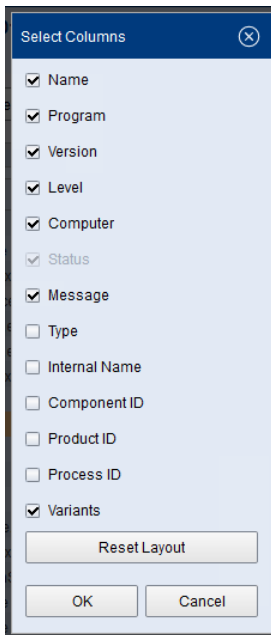 Select Columns
Name
Program
Version
Level
Computer
Status
Message
Type
Internal Name
Component ID
Product ID
Process ID
Variants
Reset Layout
OK Cancel